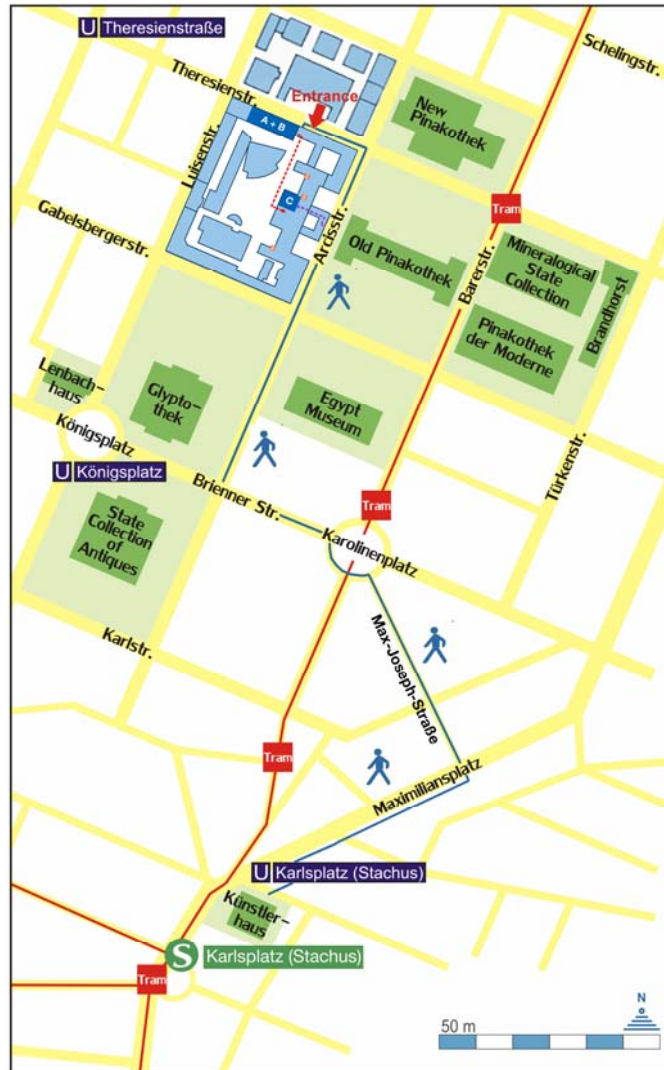 U Theresienstraße
Schelingstr.
Theresienstr.
Entrance
A + B
New
Pinakothek
Luisenstr.
C
Tram
Gabelsbergerstr.
Arcisstr.
Old Pinakothek
Barerstr.
Mineralogical
State
Collection
Brandhorst
Pinakothek
der Moderne
Lenbach-
haus
Glypto-
thek
Egypt
Museum
Königsplatz
U Königsplatz
Brienner Str.
Türkenstr.
Tram
State
Collection
of
Antiques
Karolinenplatz
Karlstr.
Max-Joseph-Straße
Tram
Maximiliansplatz
U Karlsplatz (Stachus)
Künstler-
haus
S Karlsplatz (Stachus)
Tram
N
50 m